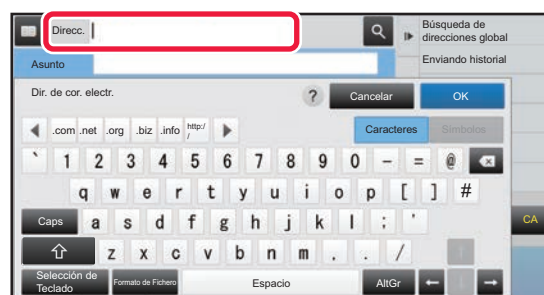 Direcc.
Búsqueda de
direcciones global
Asunto
Enviando historial
Dir. de cor. electr.
?
Cancelar
OK
.com .net .org .biz .info http:/
/
Caracteres
Símbolos
` 1 2 3 4 5 6 7 8 9 0 - = @
q w e r t y u i o p [ ] #
Caps a s d f g h j k l ; '
CA
z x c v b n m . . /
Selección de
Teclado
Formato de Fichero
Espacio
AltGr